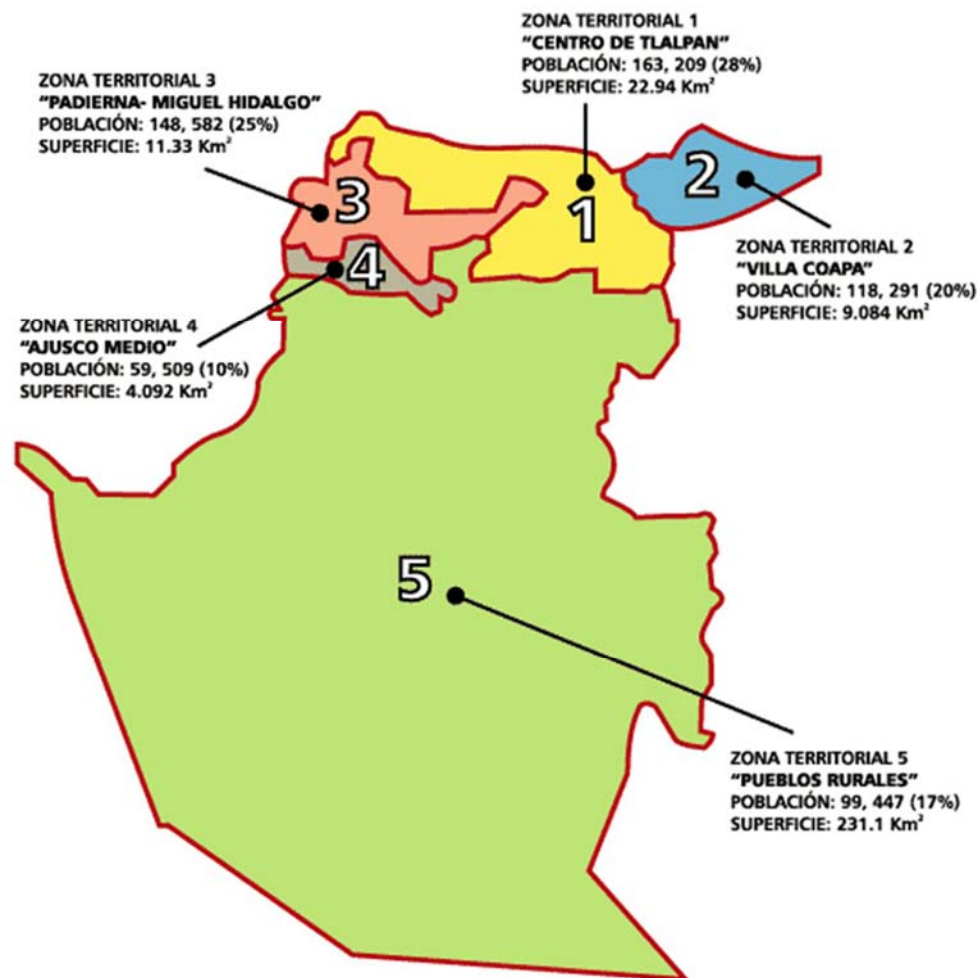 ZONA TERRITORIAL 1
"CENTRO DE TLALPAN"
POBLACIÓN: 163, 209 (28%)
SUPERFICIE: 22.94 Km²
ZONA TERRITORIAL 3
"PADIERNA- MIGUEL HIDALGO"
POBLACIÓN: 148, 582 (25%)
SUPERFICIE: 11.33 Km²
3
1
2
4
ZONA TERRITORIAL 2
"VILLA COAPA"
POBLACIÓN: 118, 291 (20%)
SUPERFICIE: 9.084 Km²
ZONA TERRITORIAL 4
"AJUSCO MEDIO"
POBLACIÓN: 59, 509 (10%)
SUPERFICIE: 4.092 Km²
5
ZONA TERRITORIAL 5
"PUEBLOS RURALES"
POBLACIÓN: 99, 447 (17%)
SUPERFICIE: 231.1 Km²